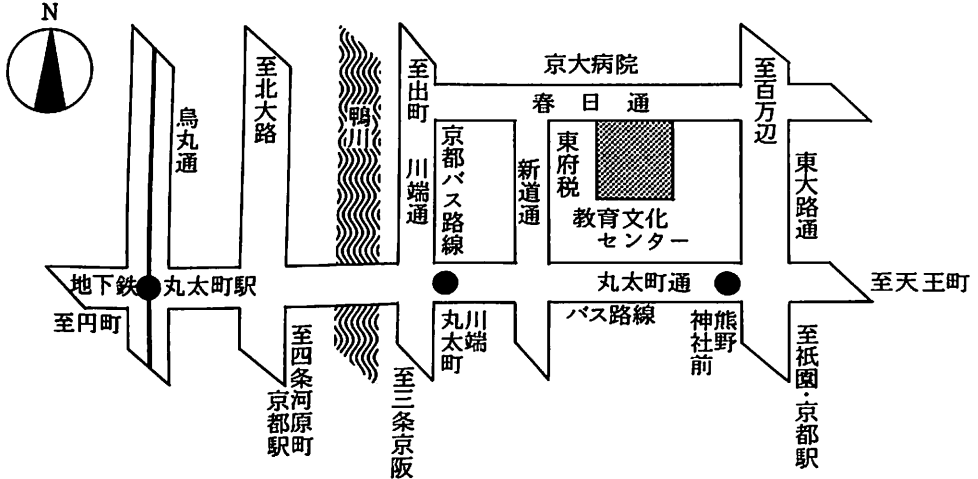 N
京大病院
春日通
至北大路
至出町
至百万辺
烏丸通
鴨川
川端通
京都バス路線
新道通
東府税
教育文化
センター
東大路通
地下鉄
丸太町駅
丸太町通
至天王町
至円町
バス路線
川端
丸太町
熊野
神社前
至四条河原町
京都駅
至三条京阪
至祇園・京都駅